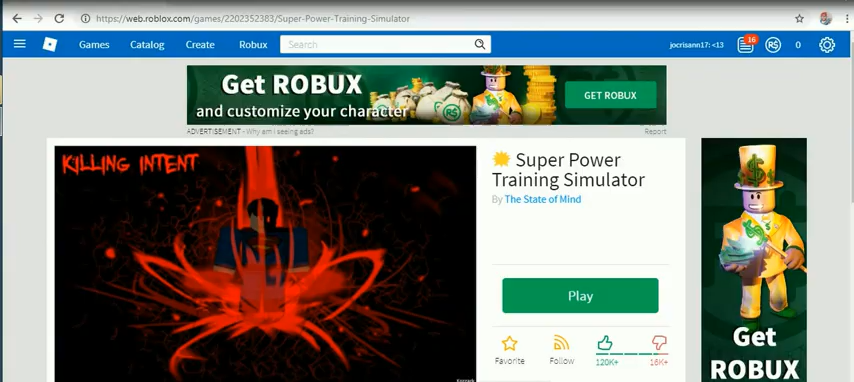 https://web.roblox.com/games/2202352383/Super-Power-Training-Simulator
Games Catalog Create Robux Search jocrisann17: <13 16 0
Get ROBUX
and customize your character
GET ROBUX
ADVERTISEMENT - Why am I seeing ads? Report
KILLING INTENT
Super Power
Training Simulator
By The State of Mind
Play
Favorite Follow 120K+ 16K+
Get
ROBUX